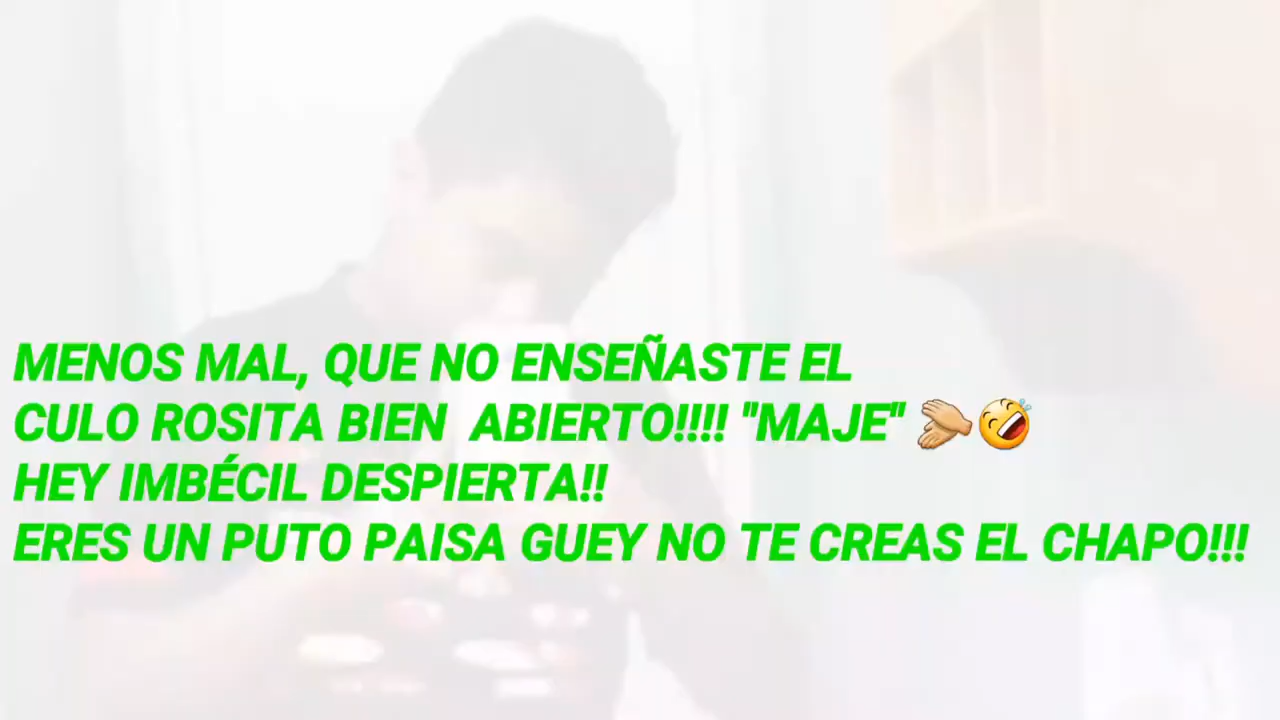 MENOS MAL, QUE NO ENSEÑASTE EL
CULO ROSITA BIEN  ABIERTO!!!! "MAJE" 👏🏼🤣
HEY IMBÉCIL DESPIERTA!!
ERES UN PUTO PAISA GUEY NO TE CREAS EL CHAPO!!!